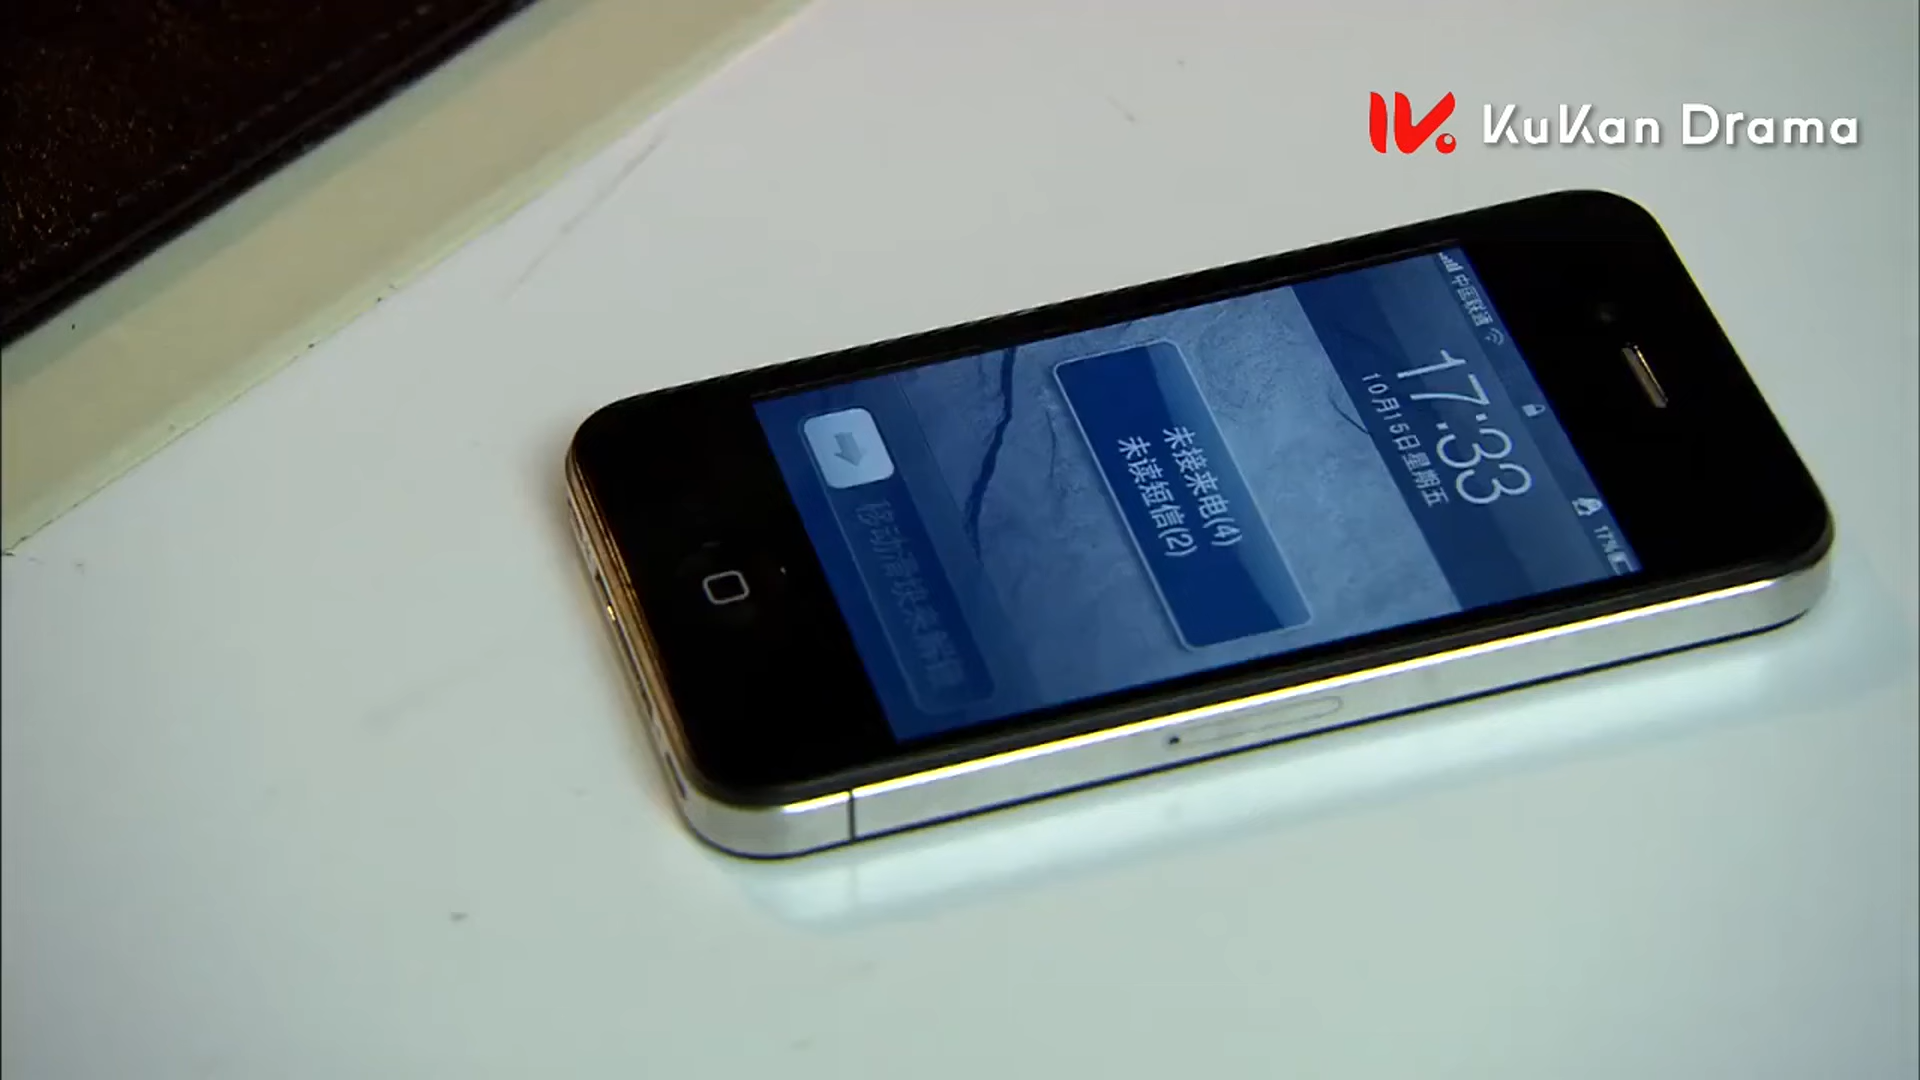 KuKan Drama
中国联通
17%
17:33
10月15日星期五
未接来电(4)
未读短信(2)
移动滑块来解锁